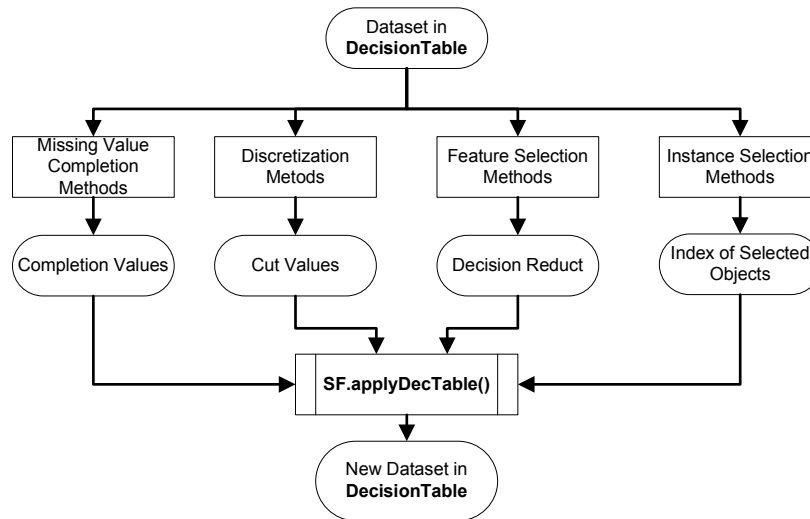 Dataset in
DecisionTable
Missing Value
Completion
Methods
Discretization
Metods
Feature Selection
Methods
Instance Selection
Methods
Completion Values
Cut Values
Decision Reduct
Index of Selected
Objects
SF.applyDecTable()
New Dataset in
DecisionTable